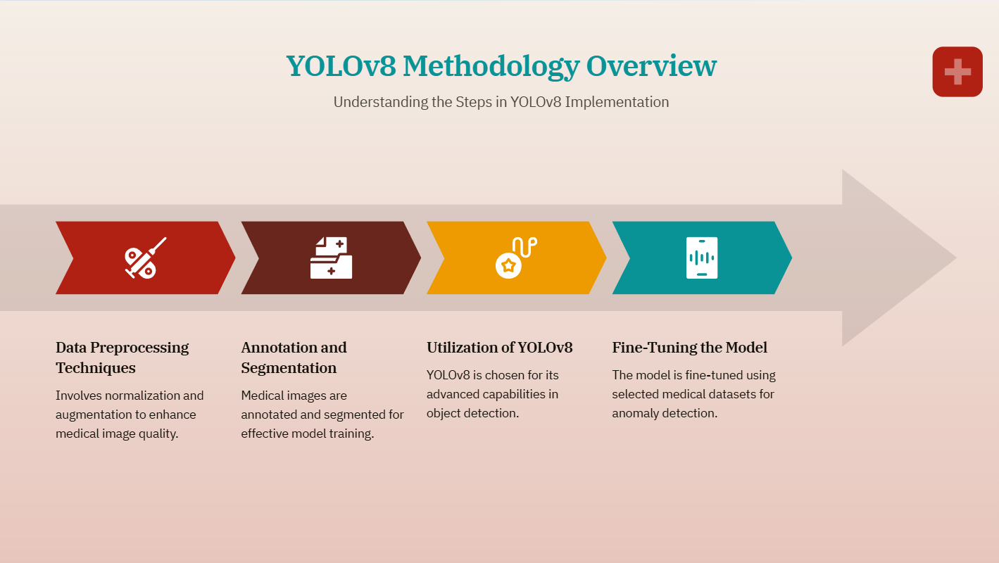 YOLOv8 Methodology Overview
Understanding the Steps in YOLOv8 Implementation
Data Preprocessing
Techniques
Involves normalization and
augmentation to enhance
medical image quality.
Annotation and
Segmentation
Medical images are
annotated and segmented for
effective model training.
Utilization of YOLOv8
YOLOv8 is chosen for its
advanced capabilities in
object detection.
Fine-Tuning the Model
The model is fine-tuned using
selected medical datasets for
anomaly detection.